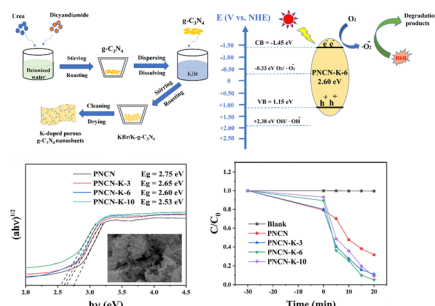 Urea
Dicyandiamide
Deionized
water
Stirring
Roasting
g-C₃N₄
Dispersing
Dissolving
g-C₃N₄
KBr
Stirring
Roasting
KBr/K-g-C₃N₄
Cleaning
Drying
K-doped porous
g-C₃N₄ nanosheets
E (V vs. NHE)
-1.50
-1.00
-0.50
0.00
+0.50
+1.00
+1.50
+2.00
+2.50
CB = -1.45 eV
-0.33 eV O₂/ ·O₂⁻
VB = 1.15 eV
+2.38 eV OH/ · OH
e e
PNCN-K-6
2.60 eV
h h
O₂
·O₂⁻
Degradatio
products
RhB
(ahv)^1/2
PNCN Eg = 2.75 eV
PNCN-K-3 Eg = 2.65 eV
PNCN-K-6 Eg = 2.60 eV
PNCN-K-10 Eg = 2.53 eV
2.0 2.5 3.0 3.5 4.0 4.5
hv (eV)
C/C₀
1.2
1.0
0.8
0.6
0.4
0.2
0.0
Blank
PNCN
PNCN-K-3
PNCN-K-6
PNCN-K-10
-30 -20 -10 0 10 20
Time (min)